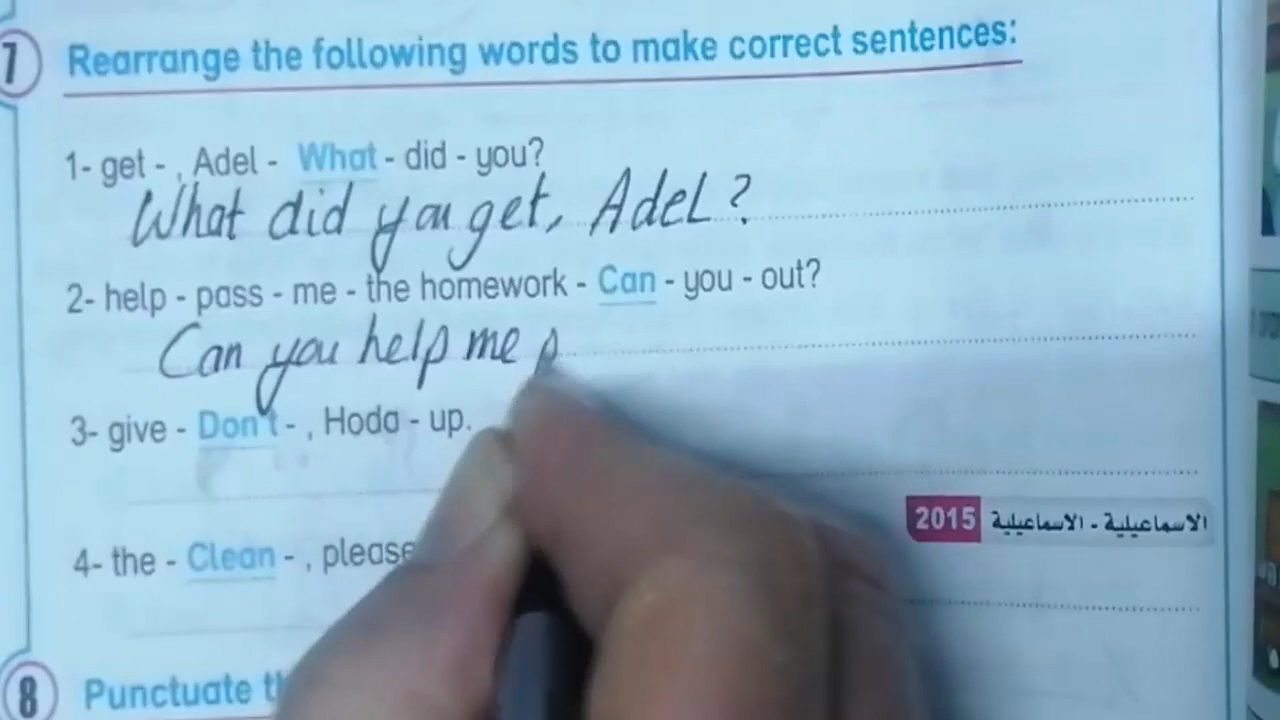 7 Rearrange the following words to make correct sentences:
1- get - , Adel - What - did - you?
What did you get, Adel?
2- help - pass - me - the homework - Can - you - out?
Can you help me p
3- give - Don't - , Hoda - up.
2015 الاسماعيلية - الاسماعيلية
4- the - Clean - , please
8 Punctuate